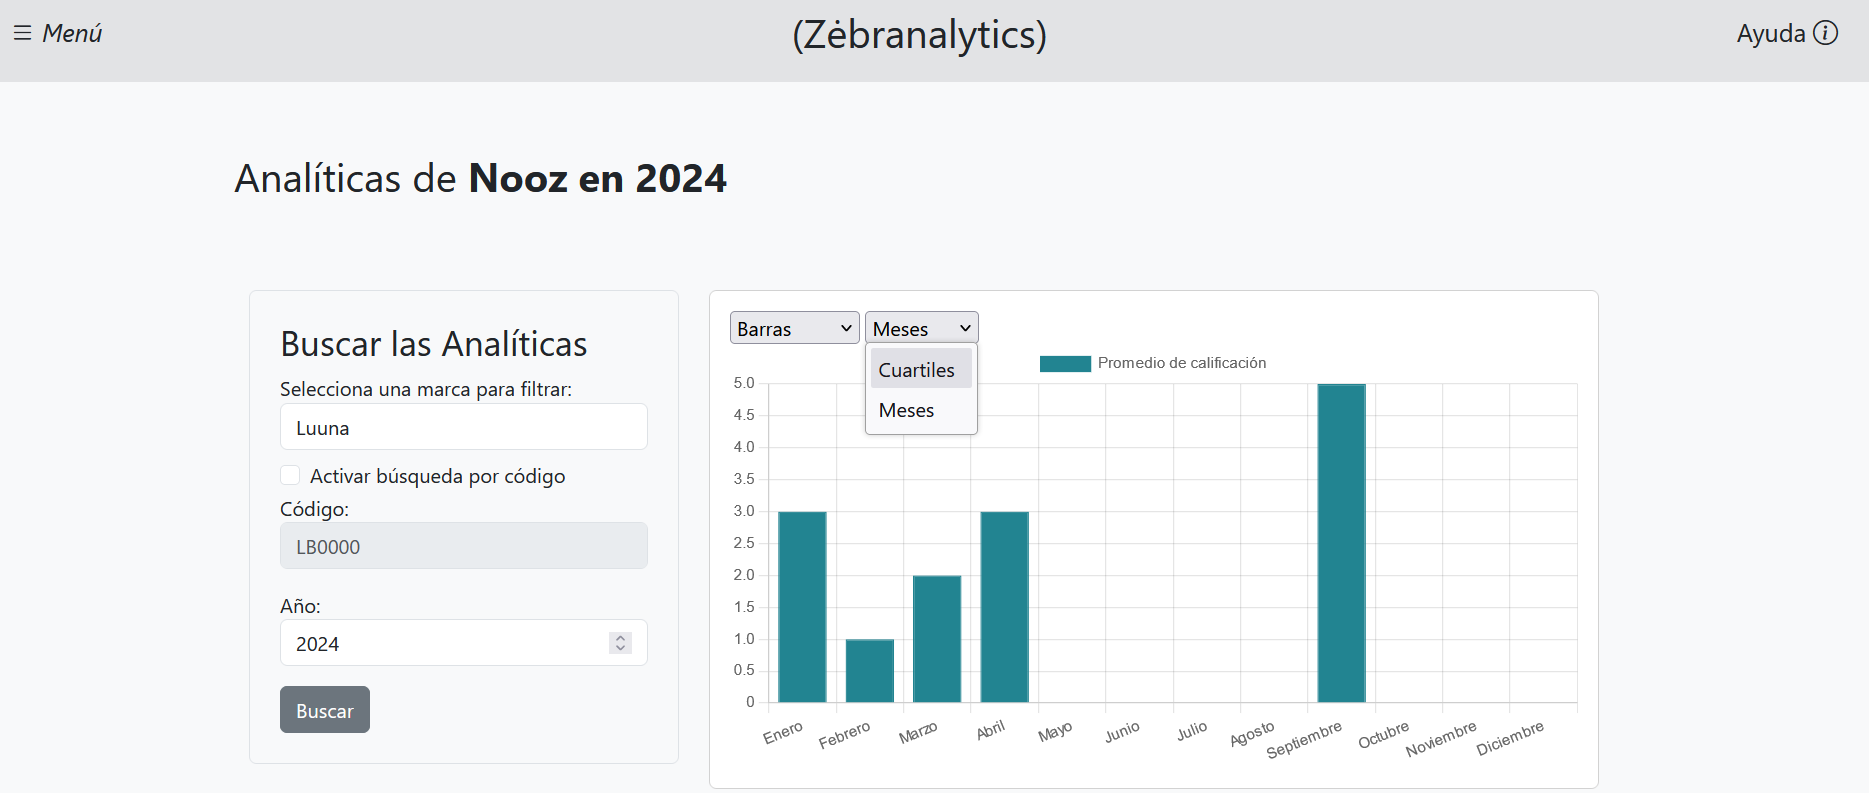 ☰ Menú
(Zėbranalytics)
Ayuda
Analíticas de Nooz en 2024
Buscar las Analíticas
Selecciona una marca para filtrar:
Luuna
Activar búsqueda por código
Código:
LB0000
Año:
2024
Buscar
Barras
Meses
Cuartiles
Meses
Promedio de calificación
5.0
4.5
4.0
3.5
3.0
2.5
2.0
1.5
1.0
0.5
0
Enero
Febrero
Marzo
Abril
Mayo
Junio
Julio
Agosto
Septiembre
Octubre
Noviembre
Diciembre